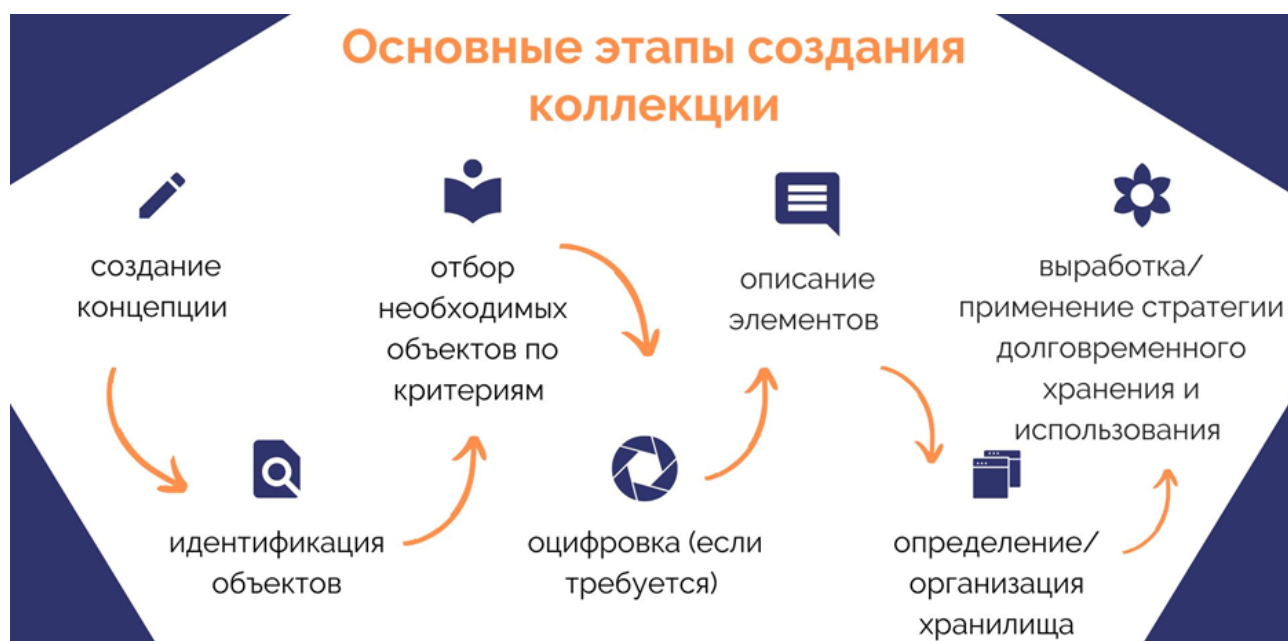 Основные этапы создания
коллекции
создание
концепции
идентификация
объектов
отбор
необходимых
объектов по
критериям
оцифровка (если
требуется)
описание
элементов
определение/
организация
хранилища
выработка/
применение стратегии
долговременного
хранения и
использования